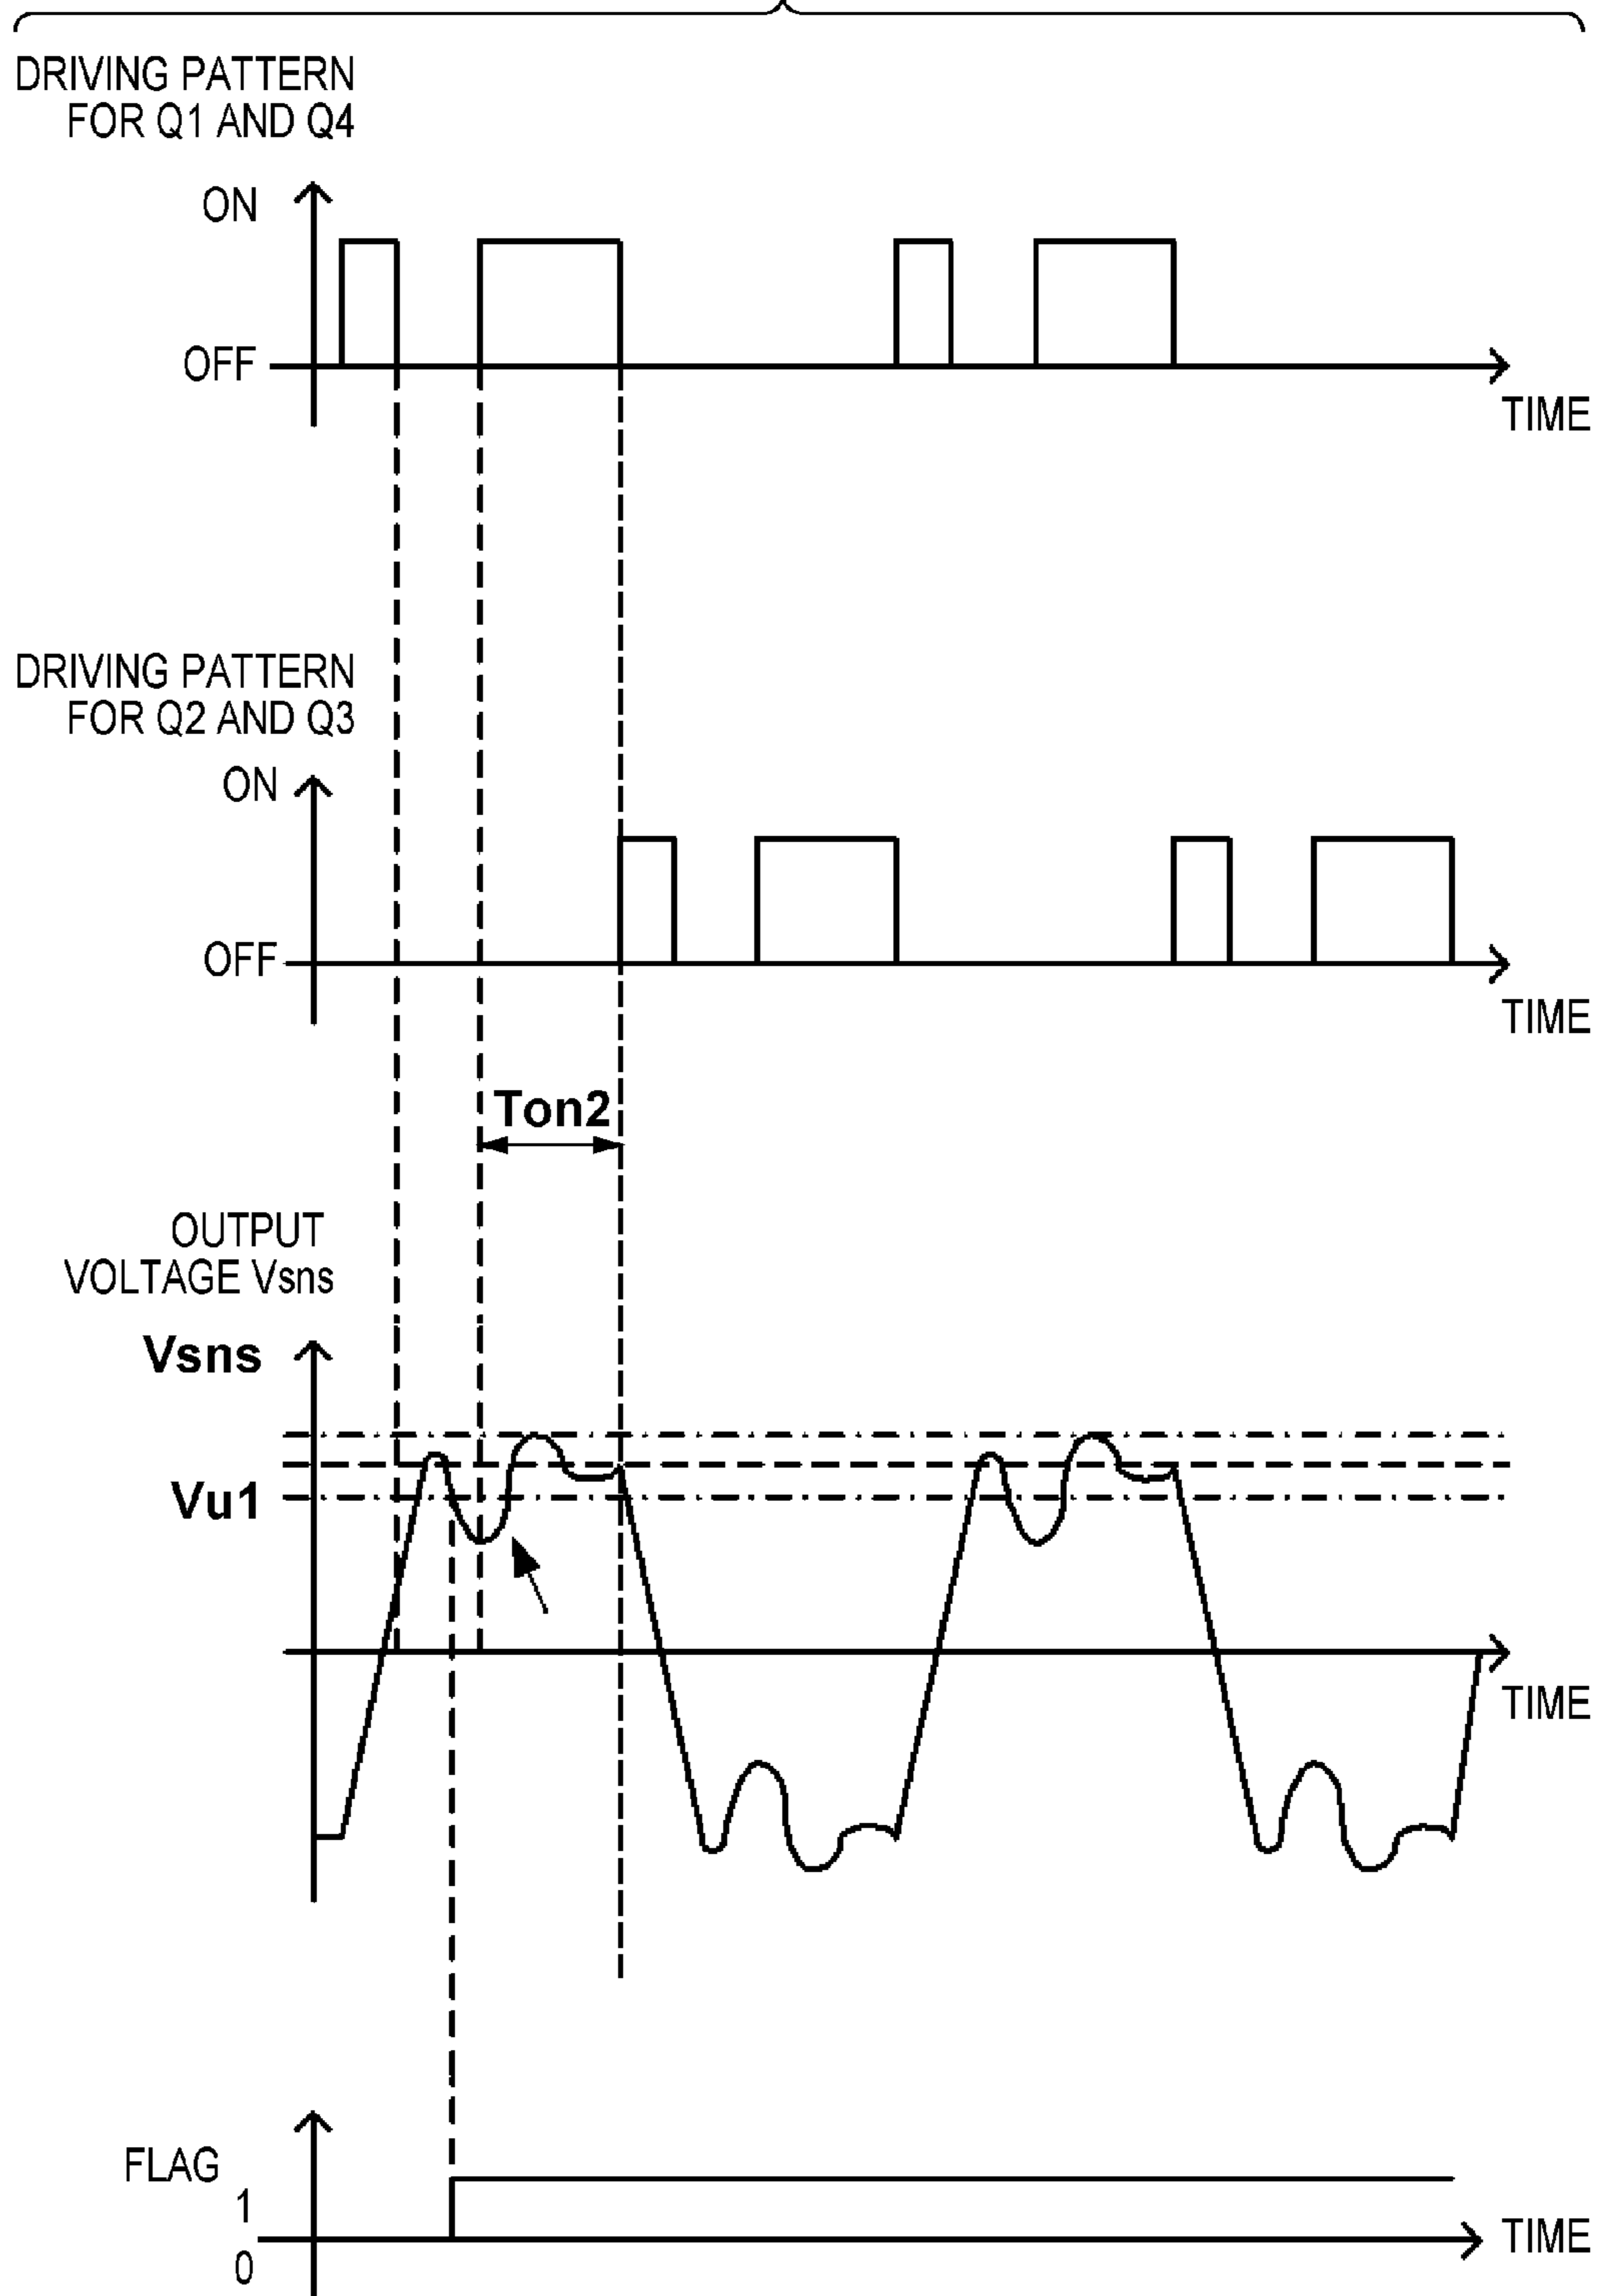 DRIVING PATTERN
FOR Q1 AND Q4
ON
OFF
TIME
DRIVING PATTERN
FOR Q2 AND Q3
ON
OFF
TIME
Ton2
OUTPUT
VOLTAGE Vsns
Vsns
Vu1
TIME
FLAG
1
0
TIME